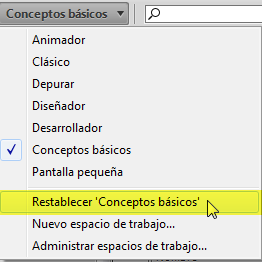 Conceptos básicos
Animador
Clásico
Depurar
Diseñador
Desarrollador
Conceptos básicos
Pantalla pequeña
Restablecer 'Conceptos básicos'
Nuevo espacio de trabajo...
Administrar espacios de trabajo...